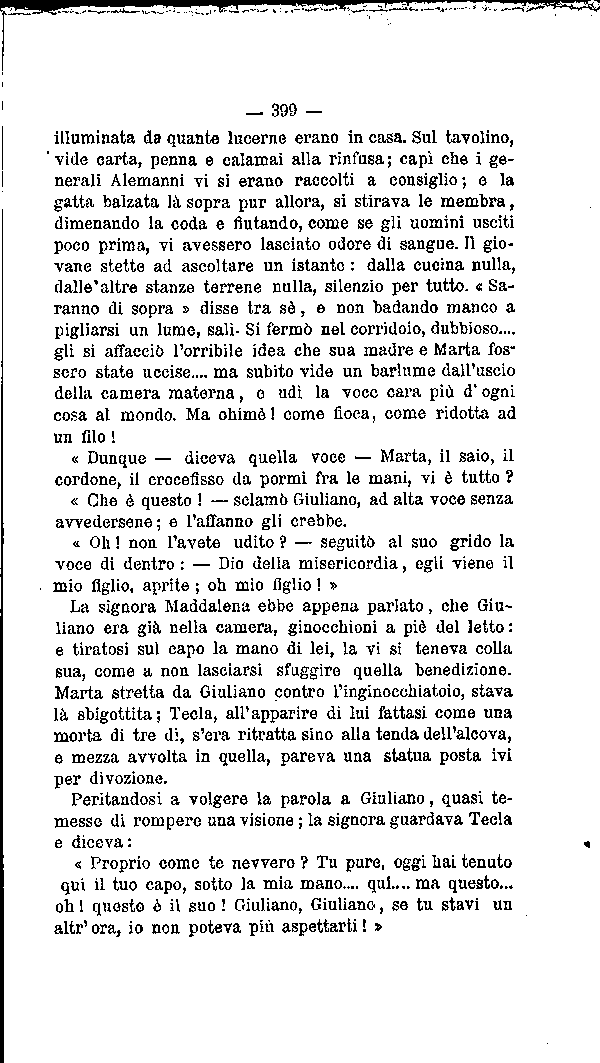 — 399 —
illuminata da quante lucerne erano in casa. Sul tavolino,
vide carta, penna e calamai alla rinfusa; capì che i ge-
nerali Alemanni vi si erano raccolti a consiglio; e la
gatta balzata là sopra pur allora, si stirava le membra,
dimenando la coda e fiutando, come se gli uomini usciti
poco prima, vi avessero lasciato odore di sangue. Il gio-
vane stette ad ascoltare un istante: dalla cucina nulla,
dalle altre stanze terrene nulla, silenzio per tutto. « Sa-
ranno di sopra » disse tra sè, e non badando manco a
pigliarsi un lume, salì. Si fermò nel corridoio, dubbioso....
gli si affacciò l'orribile idea che sua madre e Marta fos-
sero state uccise.... ma subito vide un barlume dall'uscio
della camera materna, e udì la voce cara più d'ogni
cosa al mondo. Ma ohimè! come fioca, come ridotta ad
un filo!
« Dunque — diceva quella voce — Marta, il saio, il
cordone, il crocefisso da pormi fra le mani, vi è tutto?
« Che è questo! — sclamò Giuliano, ad alta voce senza
avvedersene; e l'affanno gli crebbe.
« Oh! non l'avete udito? — seguitò al suo grido la
voce di dentro: — Dio della misericordia, egli viene il
mio figlio, aprite; oh mio figlio! »
La signora Maddalena ebbe appena parlato, che Giu-
liano era già nella camera, ginocchioni a piè del letto:
e tiratosi sul capo la mano di lei, la vi si teneva colla
sua, come a non lasciarsi sfuggire quella benedizione.
Marta stretta da Giuliano contro l'inginocchiatoio, stava
là sbigottita; Tecla, all'apparire di lui fattasi come una
morta di tre dì, s'era ritratta sino alla tenda dell'alcova,
e mezza avvolta in quella, pareva una statua posta ivi
per divozione.
Peritandosi a volgere la parola a Giuliano, quasi te-
messe di rompere una visione; la signora guardava Tecla
e diceva:
« Proprio come te nevvero? Tu pure, oggi hai tenuto
qui il tuo capo, sotto la mia mano.... qui.... ma questo...
oh! questo è il suo! Giuliano, Giuliano, se tu stavi un
altr'ora, io non poteva più aspettarti! »